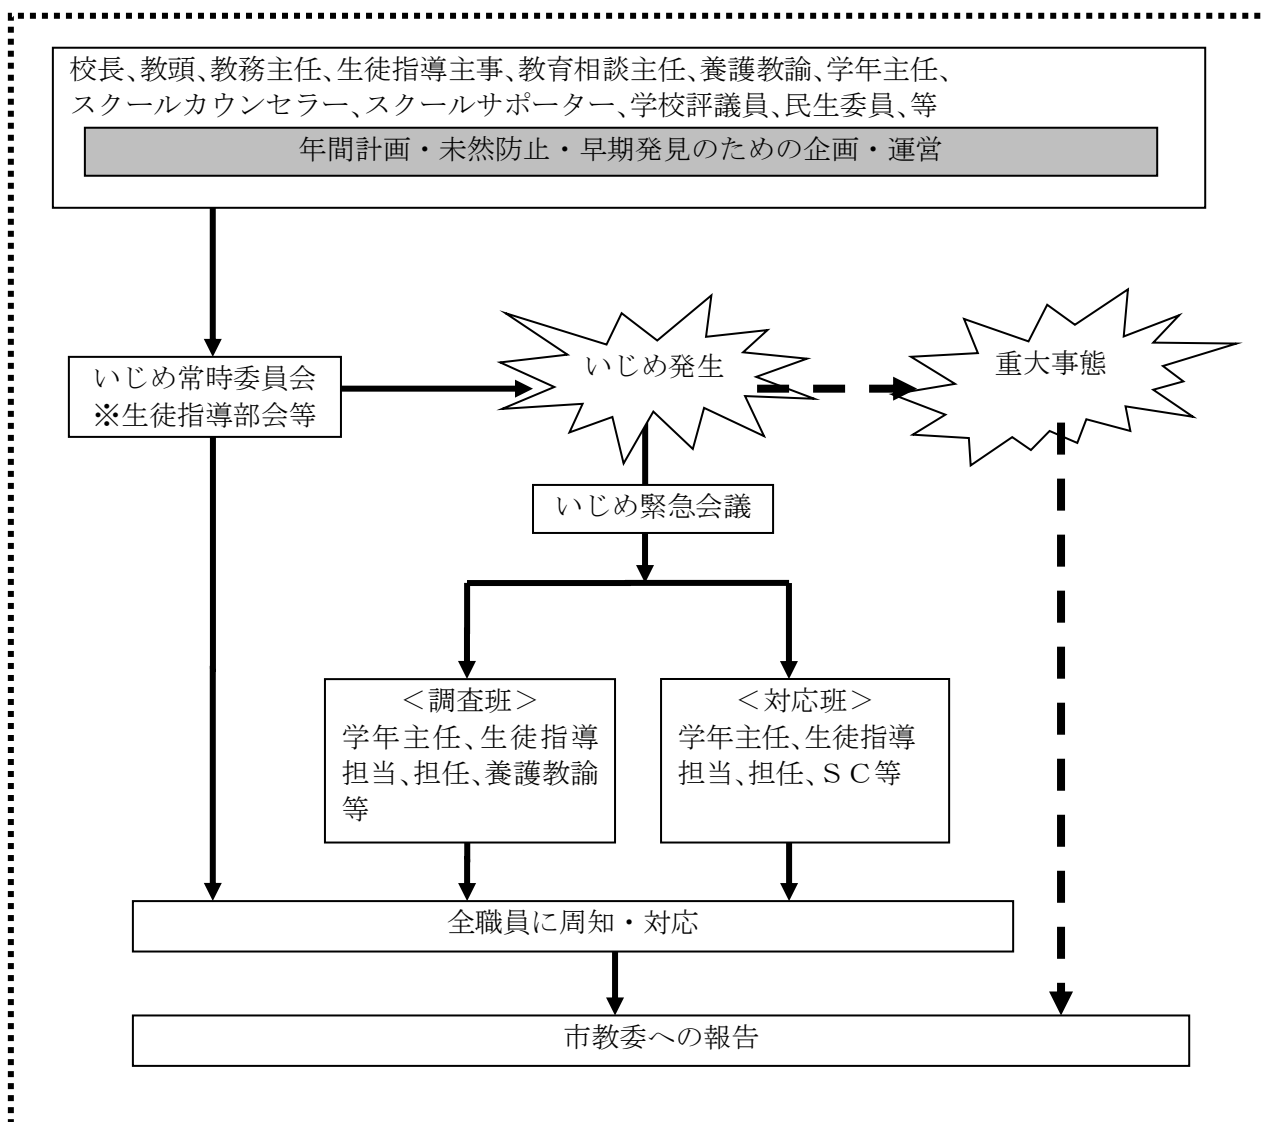 校長、教頭、教務主任、生徒指導主事、教育相談主任、養護教諭、学年主任、
スクールカウンセラー、スクールサポーター、学校評議員、民生委員、等
年間計画・未然防止・早期発見のための企画・運営
いじめ発生
重大事態
いじめ常時委員会
※生徒指導部会等
いじめ緊急会議
＜調査班＞
学年主任、生徒指導
担当、担任、養護教諭
等
＜対応班＞
学年主任、生徒指導
担当、担任、ＳＣ等
全職員に周知・対応
市教委への報告